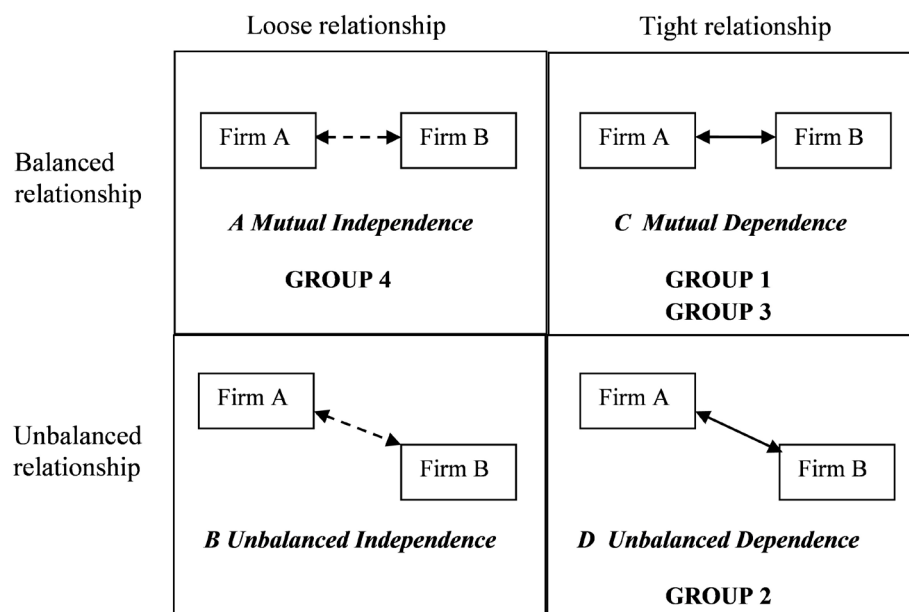 Loose relationship
Tight relationship
Balanced
relationship
Firm A
Firm B
A Mutual Independence
GROUP 4
Firm A
Firm B
C Mutual Dependence
GROUP 1
GROUP 3
Unbalanced
relationship
Firm A
Firm B
B Unbalanced Independence
Firm A
Firm B
D Unbalanced Dependence
GROUP 2